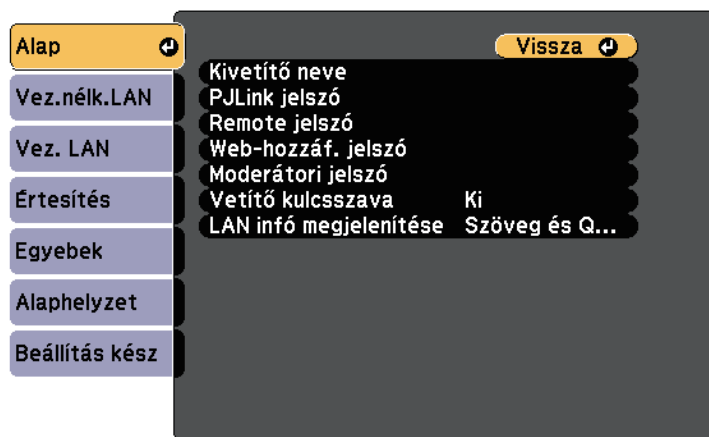 Alap
Vez.nélk.LAN
Vez. LAN
Értesítés
Egyebek
Alaphelyzet
Beállítás kész
Vissza
Kivetítő neve
PJLink jelszó
Remote jelszó
Web-hozzáf. jelszó
Moderátori jelszó
Vetítő kulcsszava Ki
LAN infó megjelenítése Szöveg és Q...